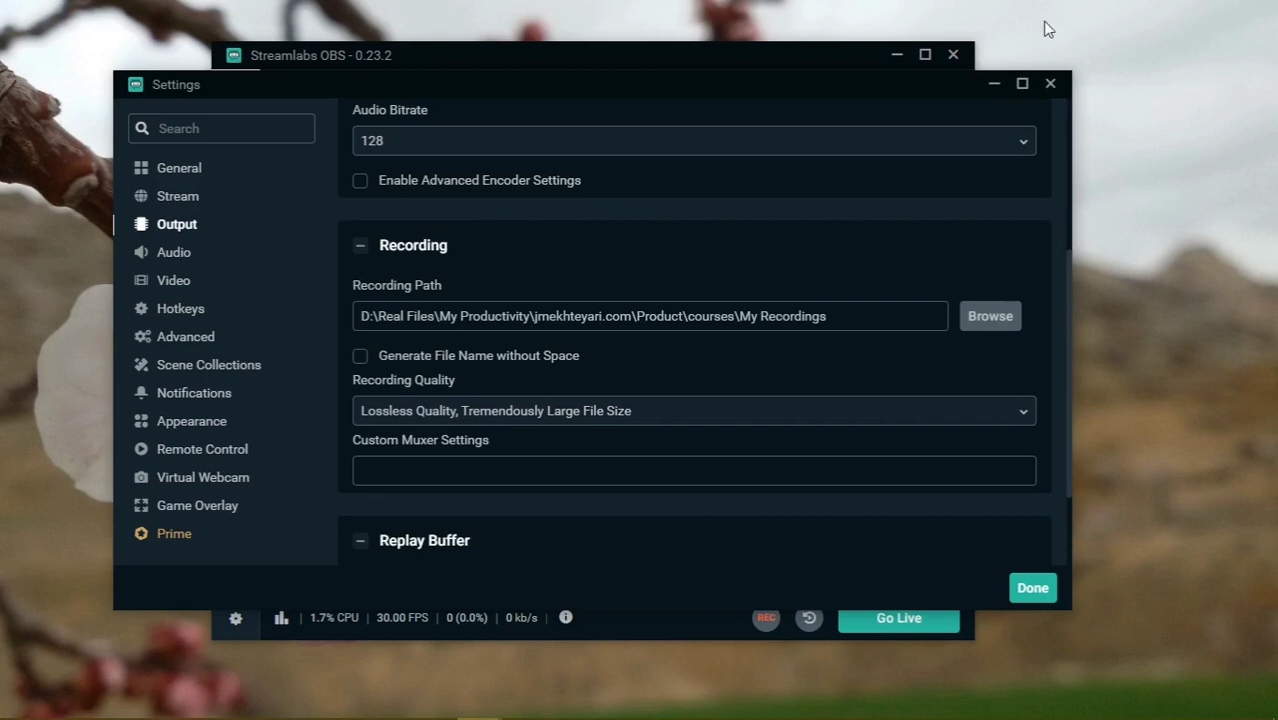 Streamlabs OBS - 0.23.2
Settings
Search
General
Stream
Output
Audio
Video
Hotkeys
Advanced
Scene Collections
Notifications
Appearance
Remote Control
Virtual Webcam
Game Overlay
Prime
Audio Bitrate
128
Enable Advanced Encoder Settings
Recording
Recording Path
D:\Real Files\My Productivity\jmekhteyari.com\Product\courses\My Recordings
Browse
Generate File Name without Space
Recording Quality
Lossless Quality, Tremendously Large File Size
Custom Muxer Settings
Replay Buffer
Done
1.7% CPU 30.00 FPS 0 (0.0%) 0 kb/s REC Go Live